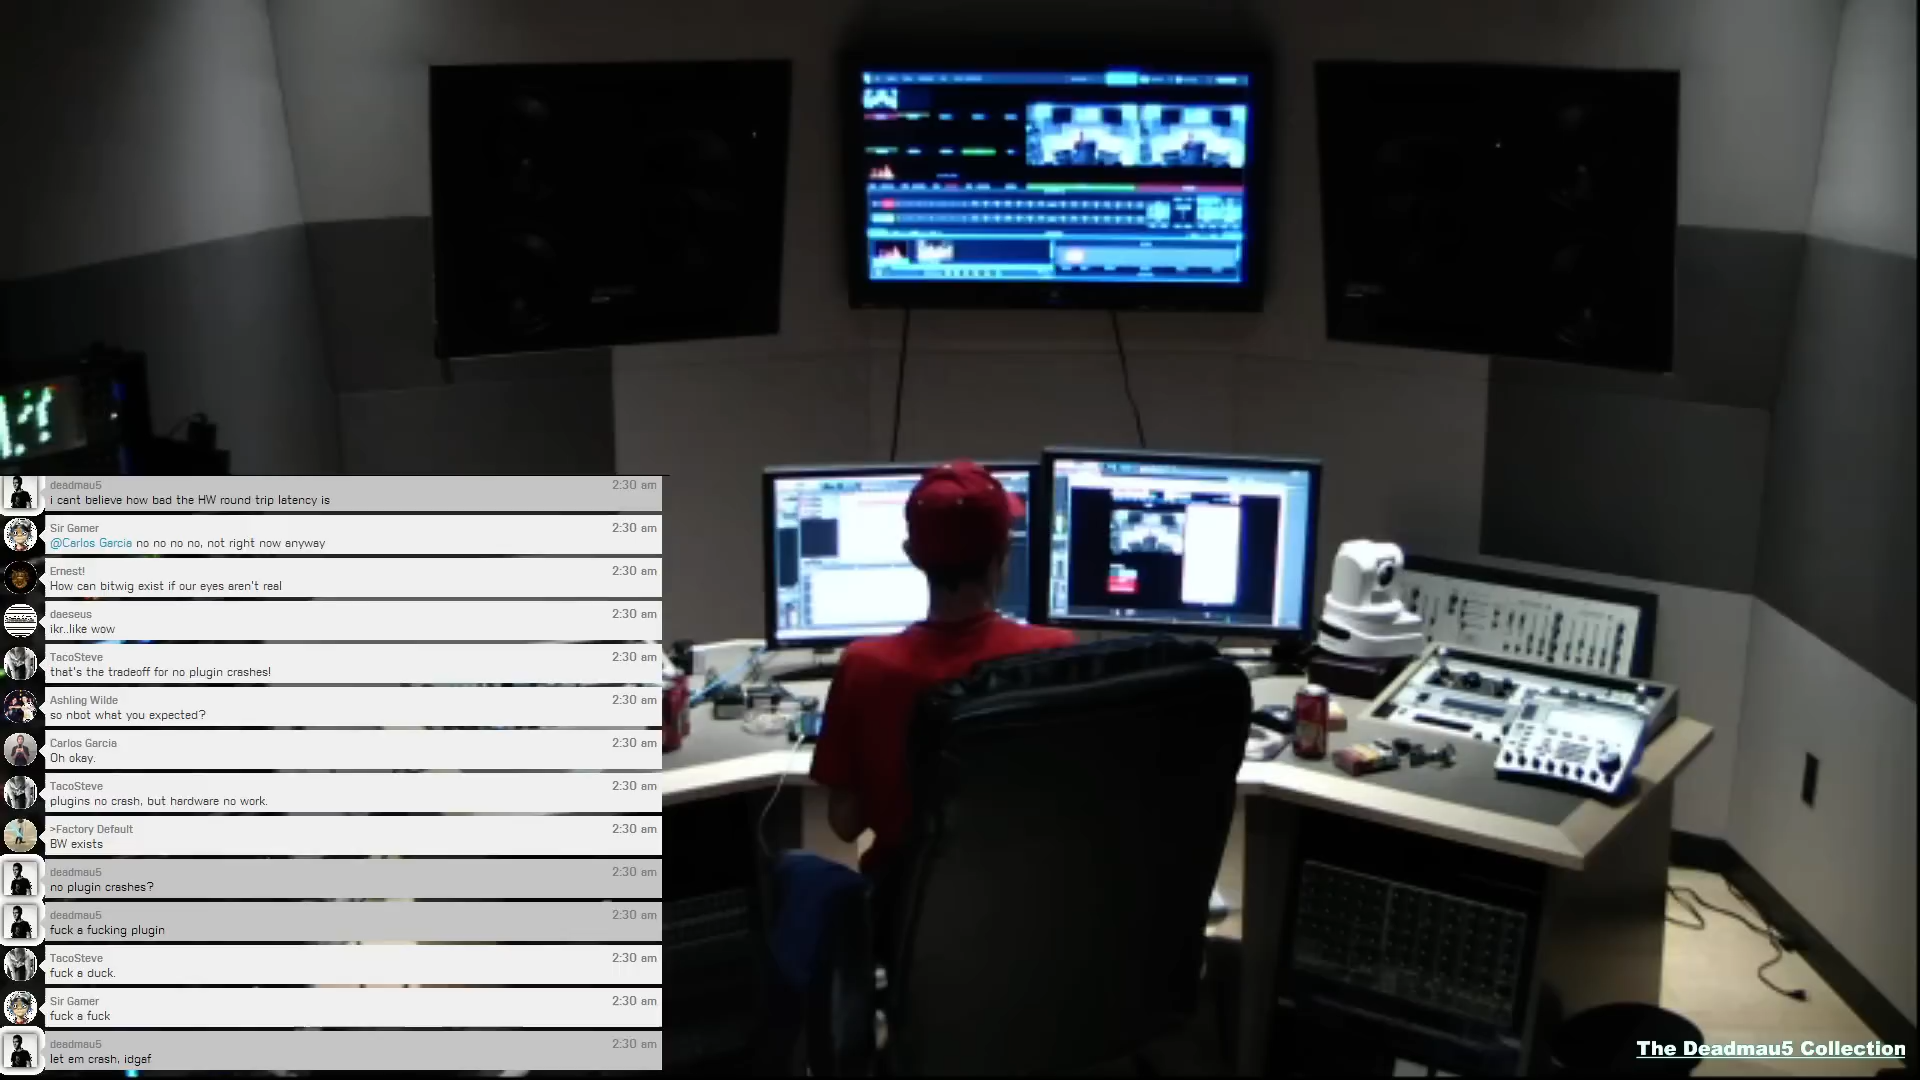 deadmau5 2:30 am
i cant believe how bad the HW round trip latency is
Sir Gamer 2:30 am
@Carlos Garcia no no no no, not right now anyway
Ernest! 2:30 am
How can bitwig exist if our eyes aren't real
daeseus 2:30 am
ikr..like wow
TacoSteve 2:30 am
that's the tradeoff for no plugin crashes!
Ashling Wilde 2:30 am
so nbot what you expected?
Carlos Garcia 2:30 am
Oh okay.
TacoSteve 2:30 am
plugins no crash, but hardware no work.
>Factory Default 2:30 am
BW exists
deadmau5 2:30 am
no plugin crashes?
deadmau5 2:30 am
fuck a fucking plugin
TacoSteve 2:30 am
fuck a duck.
Sir Gamer 2:30 am
fuck a fuck
deadmau5 2:30 am
let em crash, idgaf
The Deadmau5 Collection